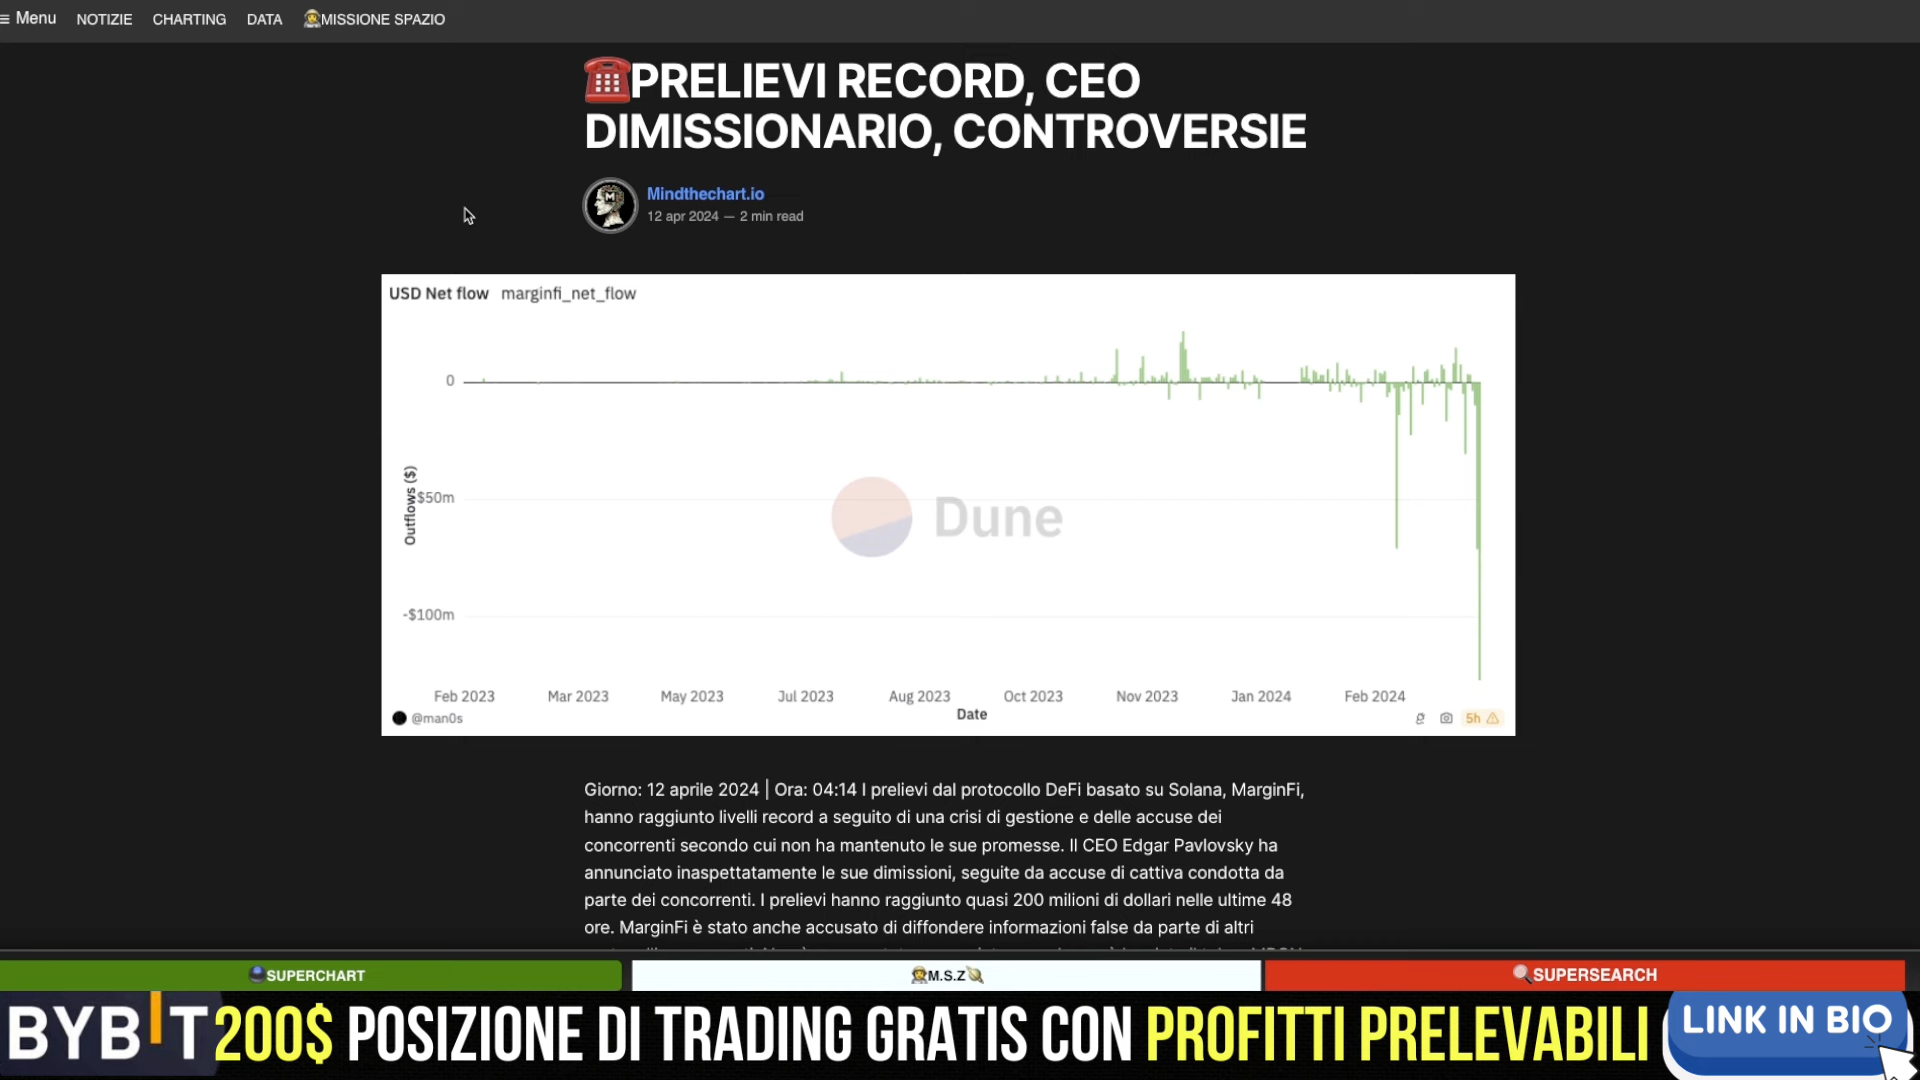 ≡ Menu NOTIZIE CHARTING DATA MISSIONE SPAZIO
PRELIEVI RECORD, CEO
DIMISSIONARIO, CONTROVERSIE
Mindthechart.io
12 apr 2024 — 2 min read
USD Net flow marginfi_net_flow
0
$50m
-$100m
Outflows ($)
Dune
Feb 2023 Mar 2023 May 2023 Jul 2023 Aug 2023 Oct 2023 Nov 2023 Jan 2024 Feb 2024
Date
@man0s
5h
Giorno: 12 aprile 2024 | Ora: 04:14 I prelievi dal protocollo DeFi basato su Solana, MarginFi,
hanno raggiunto livelli record a seguito di una crisi di gestione e delle accuse dei
concorrenti secondo cui non ha mantenuto le sue promesse. Il CEO Edgar Pavlovsky ha
annunciato inaspettatamente le sue dimissioni, seguite da accuse di cattiva condotta da
parte dei concorrenti. I prelievi hanno raggiunto quasi 200 milioni di dollari nelle ultime 48
ore. MarginFi è stato anche accusato di diffondere informazioni false da parte di altri
SUPERCHART
M.S.Z
SUPERSEARCH
BYBIT 200$ POSIZIONE DI TRADING GRATIS CON PROFITTI PRELEVABILI
LINK IN BIO